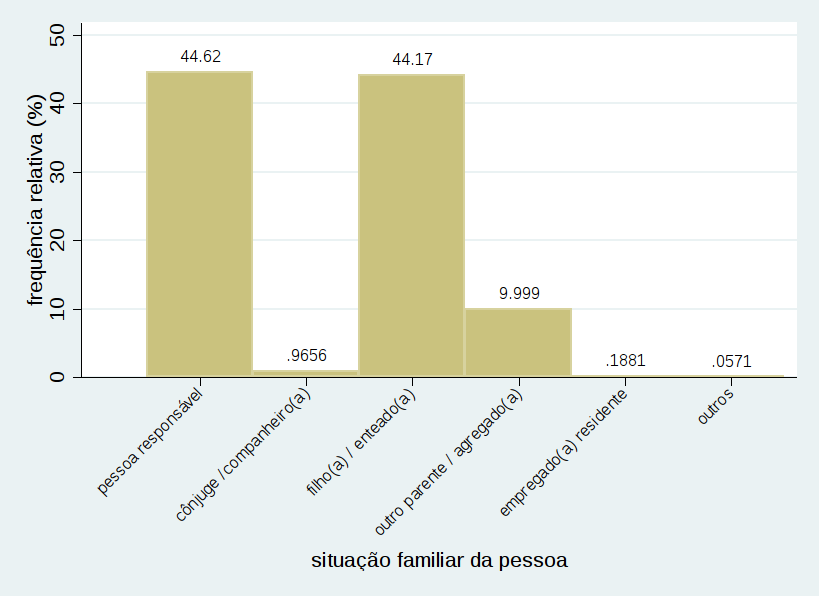 frequência relativa (%)
50
40
30
20
10
0
44.62
.9656
44.17
9.999
.1881
.0571
pessoa responsável
cônjuge /companheiro(a)
filho(a) / enteado(a)
outro parente / agregado(a)
empregado(a) residente
outros
situação familiar da pessoa